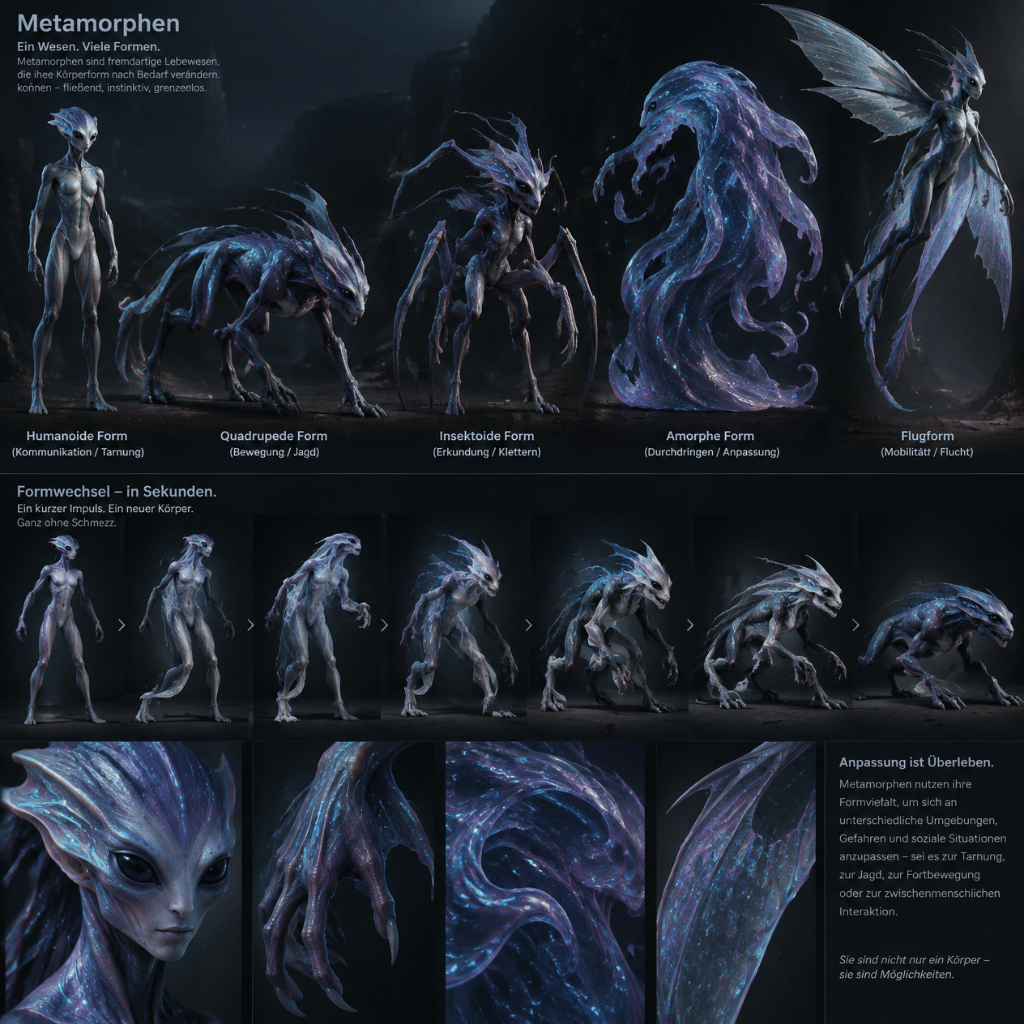 Metamorphen
Ein Wesen. Viele Formen.
Metamorphen sind fremdartige Lebewesen,
die ihee Körperform nach Bedarf verändern.
koñnen – fließend, instinktiv, grenzeelos.
Humanoide Form
(Kommunikation / Tarnung)
Quadrupede Form
(Bewegung / Jagd)
Insektoide Form
(Erkundung / Klettern)
Amorphe Form
(Durchdringen / Anpassung)
Flugform
(Mobilitätr / Flucht)
Formwechsel – in Sekunden.
Ein kurzer Impuls. Ein neuer Körper.
Ganz ohne Schmezz.
Anpassung ist Überleben.
Metamorphen nutzen ihre
Formviefalt, um sich an
unterschiedliche Umgebungen,
Gefahren und soziale Situationen
anzupassen – sei es zur Tarnung,
zur Jagd, zur Fortbewegung
oder zur zwischenmenschlichen
Interaktion.
Sie sind nicht nur ein Körper –
sie sind Möglichkeiten.